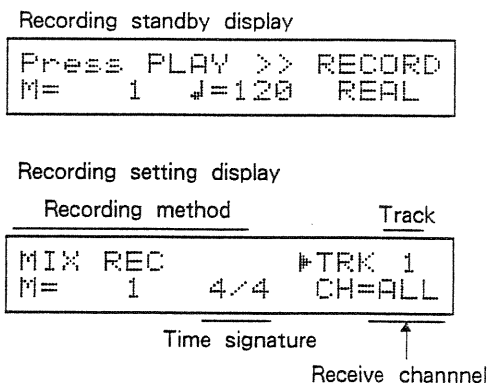 Recording standby display
Press PLAY >> RECORD
M= 1 ♩=120 REAL
Recording setting display
Recording method Track
MIX REC ▶TRK 1
M= 1 4/4 CH=ALL
Time signature
Receive channnel